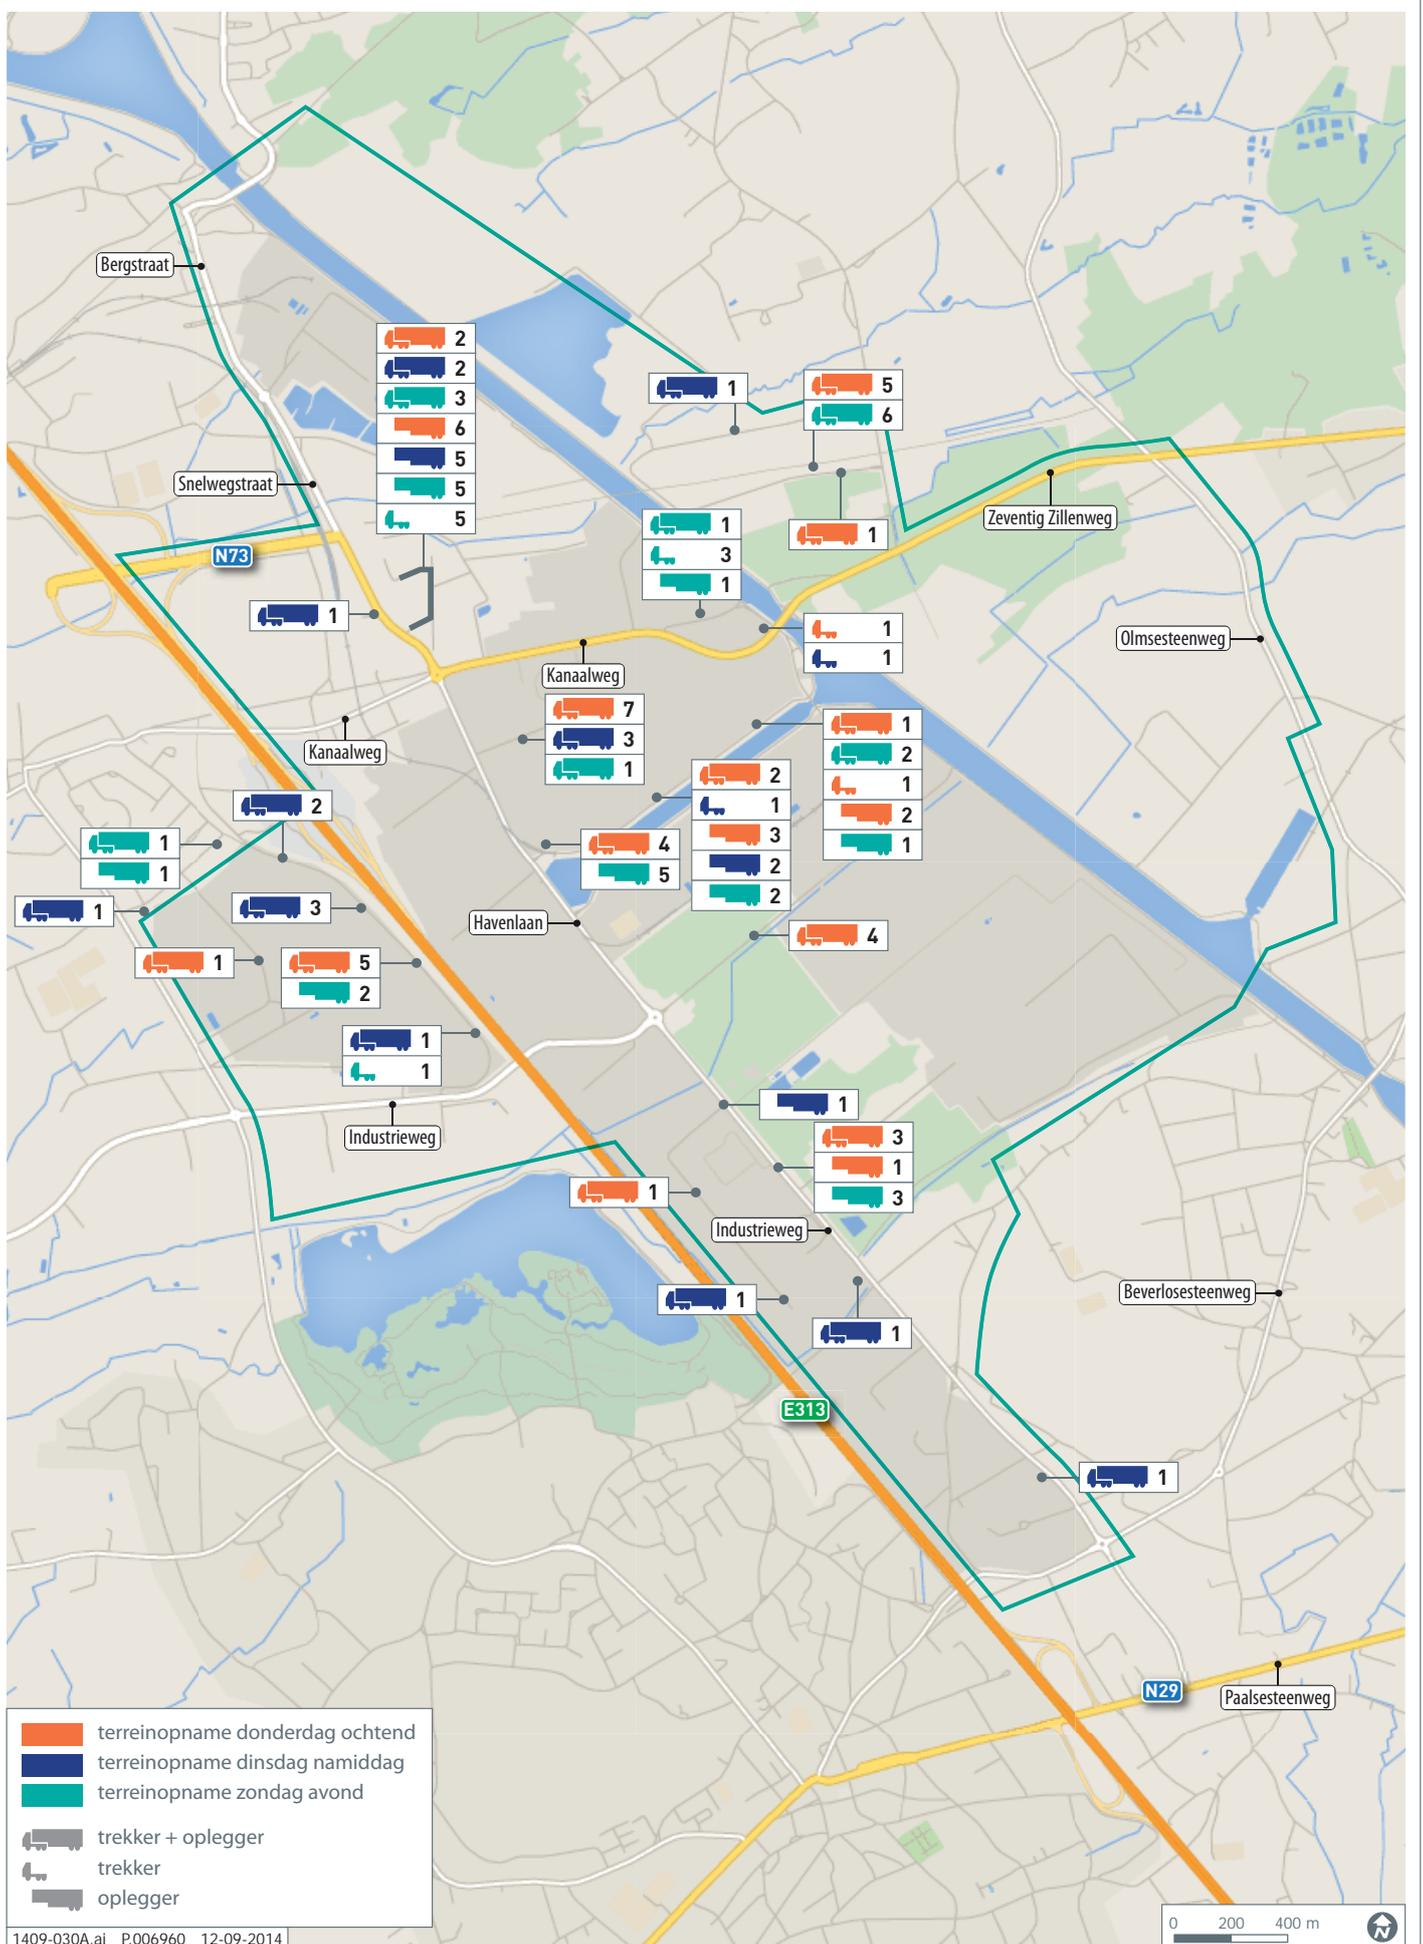 Bergstraat
2
2
3
6
5
5
5
1
5
6
Snelwegstraat
1
3
1
1
Zeventig Zillenweg
N73
1
1
1
Olmsesteenweg
Kanaalweg
7
3
1
Kanaalweg
1
2
1
2
1
2
1
3
2
2
2
1
1
4
5
1
3
Havenlaan
4
1
5
2
1
1
1
Industrieweg
3
1
3
1
Industrieweg
1
1
Beverlosesteenweg
E313
1
N29
Paalsesteenweg
terreinopname donderdag ochtend
terreinopname dinsdag namiddag
terreinopname zondag avond
trekker + oplegger
trekker
oplegger
0 200 400 m
1409-030A.ai P.006960 12-09-2014